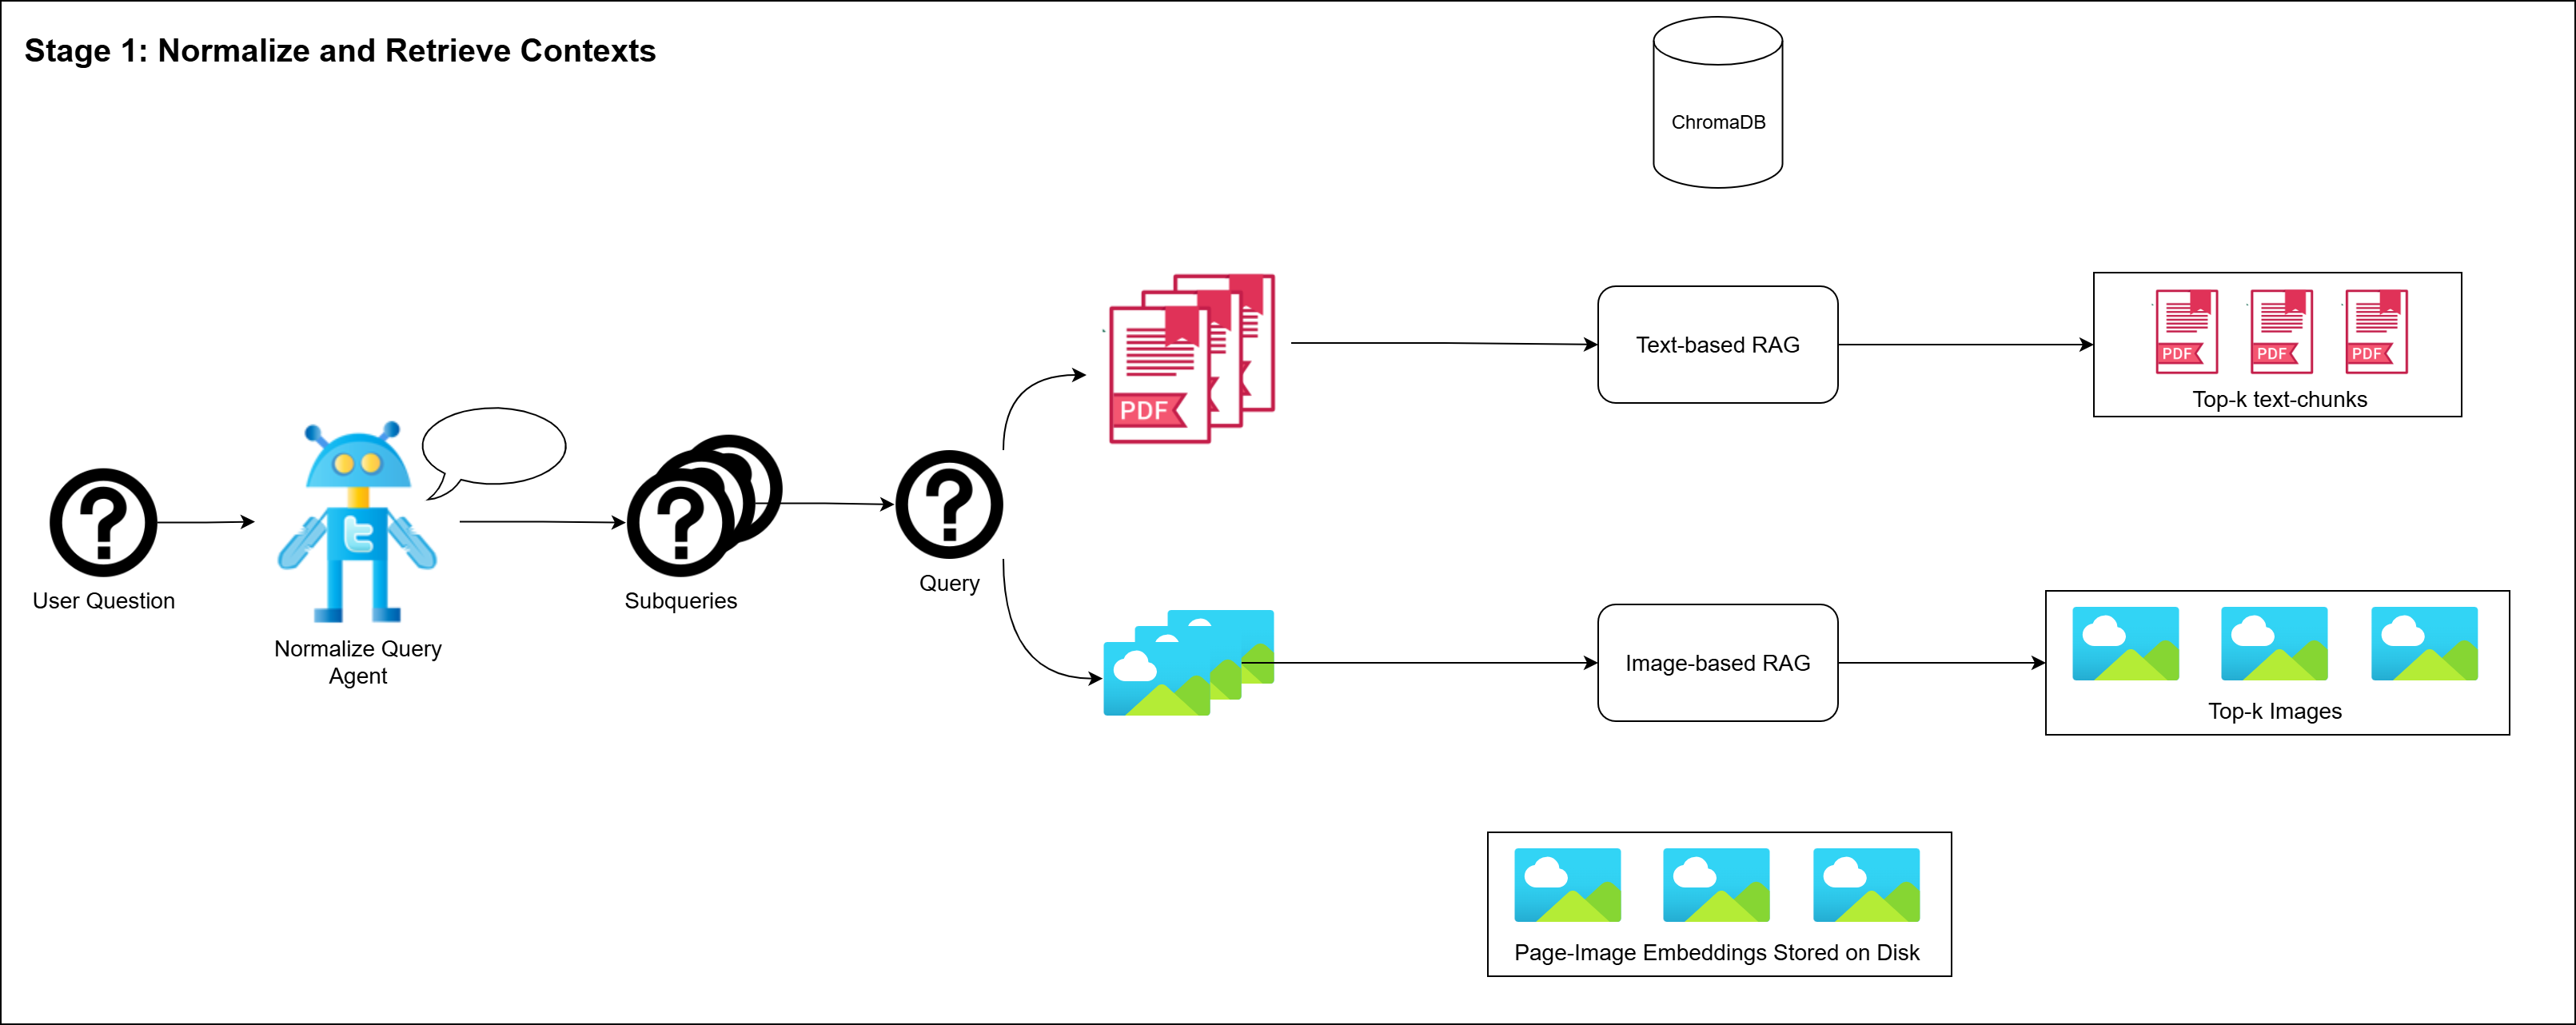 Stage 1: Normalize and Retrieve Contexts
ChromaDB
PDF
Text-based RAG
PDF
PDF
PDF
Top-k text-chunks
User Question
Normalize Query
Agent
Subqueries
Query
Image-based RAG
Top-k Images
Page-Image Embeddings Stored on Disk